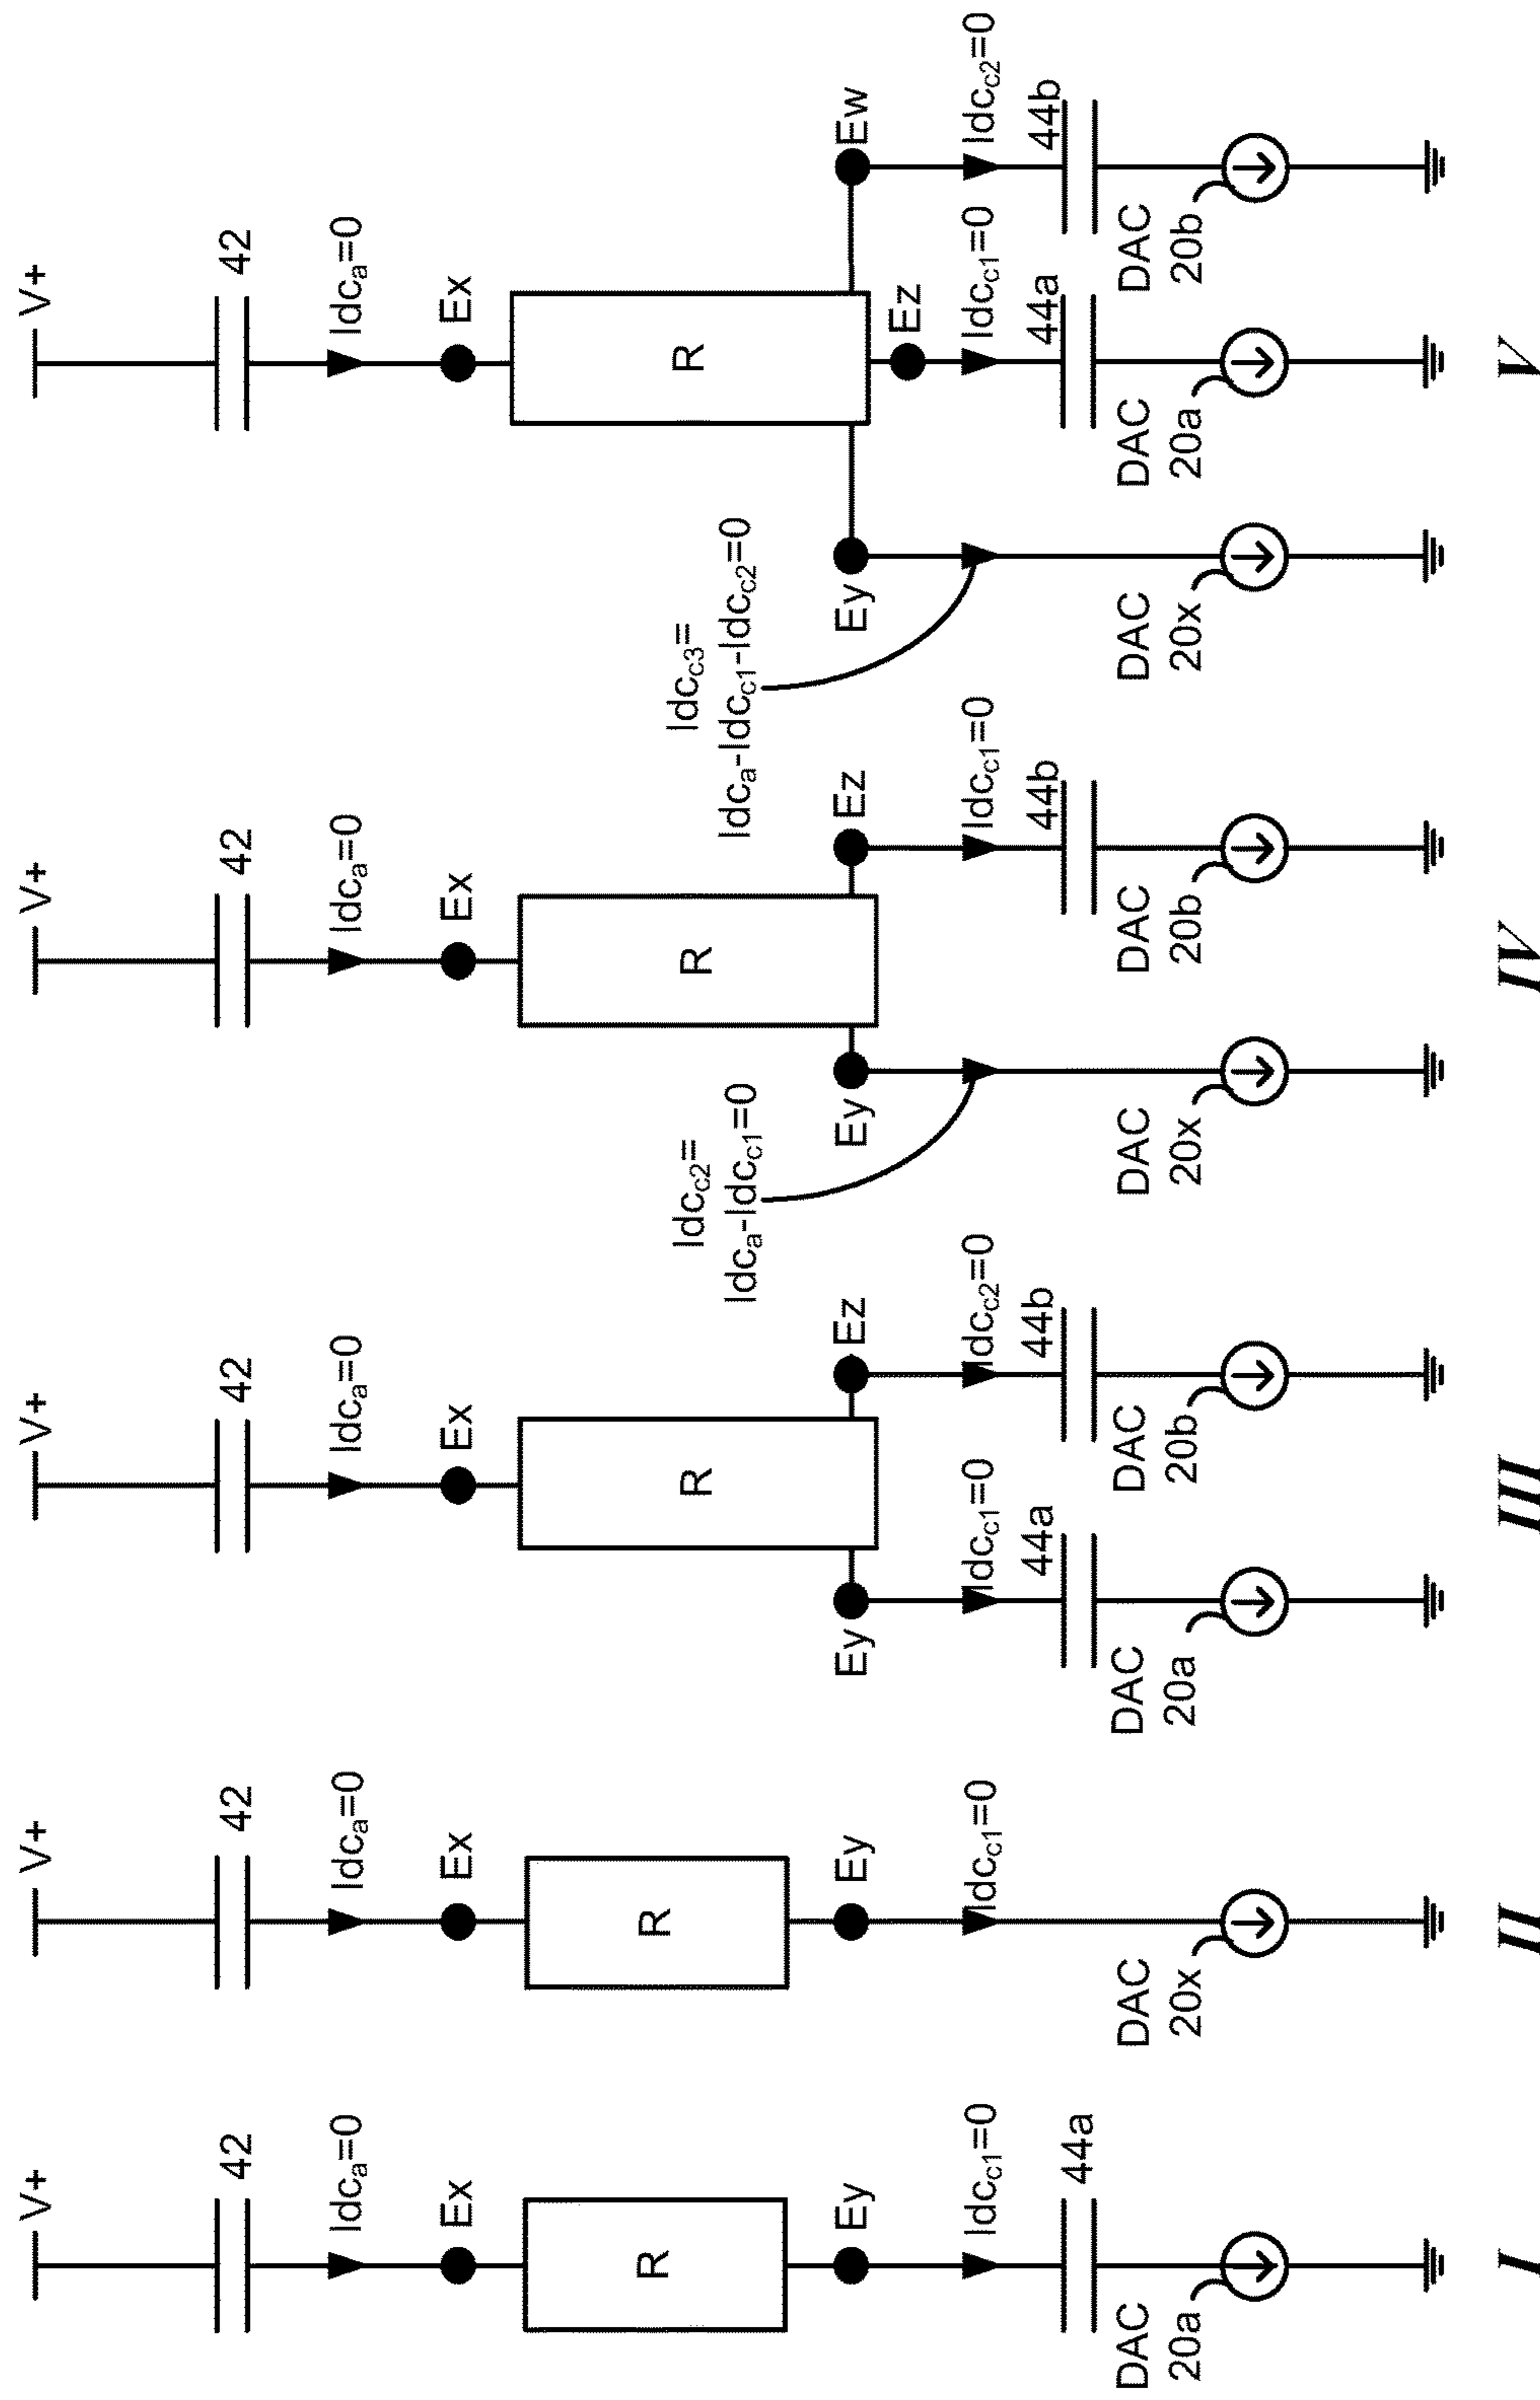 V+
42
Idca=0
Ex
R
Ey
Idcc1=0
44a
DAC
20a
I
V+
42
Idca=0
Ex
R
Ey
Idcc1=0
DAC
20x
II
V+
42
Idca=0
Ex
R
Ey
Ez
Idcc1=0
Idcc2=0
44a
44b
DAC
20a
DAC
20b
III
V+
42
Idca=0
Ex
R
Idcc2=
Idca-Idcc1=0
Ey
Ez
Idcc1=0
44b
DAC
20x
DAC
20b
IV
V+
42
Idca=0
Ex
R
Idcc3=
Idca-Idcc1-Idcc2=0
Ey
Ez
Ew
Idcc1=0
Idcc2=0
44a
44b
DAC
20x
DAC
20a
DAC
20b
V